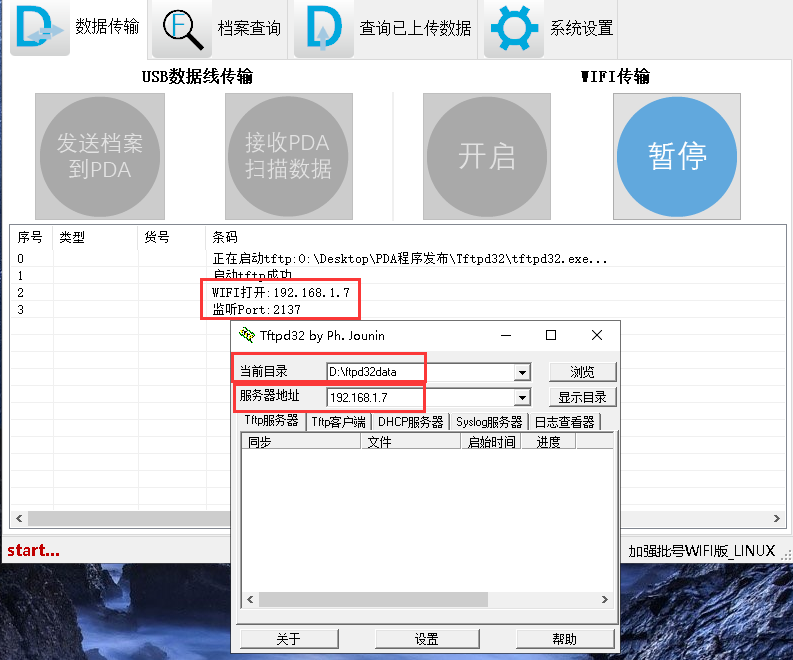 数据传输 档案查询 查询已上传数据 系统设置
USB数据线传输 WIFI传输
发送档案到PDA 接收PDA扫描数据 开启 暂停
序号 类型 货号 条码
0 正在启动tftp:O:\Desktop\PDA程序发布\Tftpd32\tftpd32.exe...
1 启动tftp成功
2 WIFI打开:192.168.1.7
3 监听Port:2137
Tftpd32 by Ph. Jounin
当前目录 D:\ftpd32data 浏览
服务器地址 192.168.1.7 显示目录
Tftp服务器 Tftp客户端 DHCP服务器 Syslog服务器 日志查看器
同步 文件 启始时间 进度
start... 加强批号WIFI版_LINUX
关于 设置 帮助